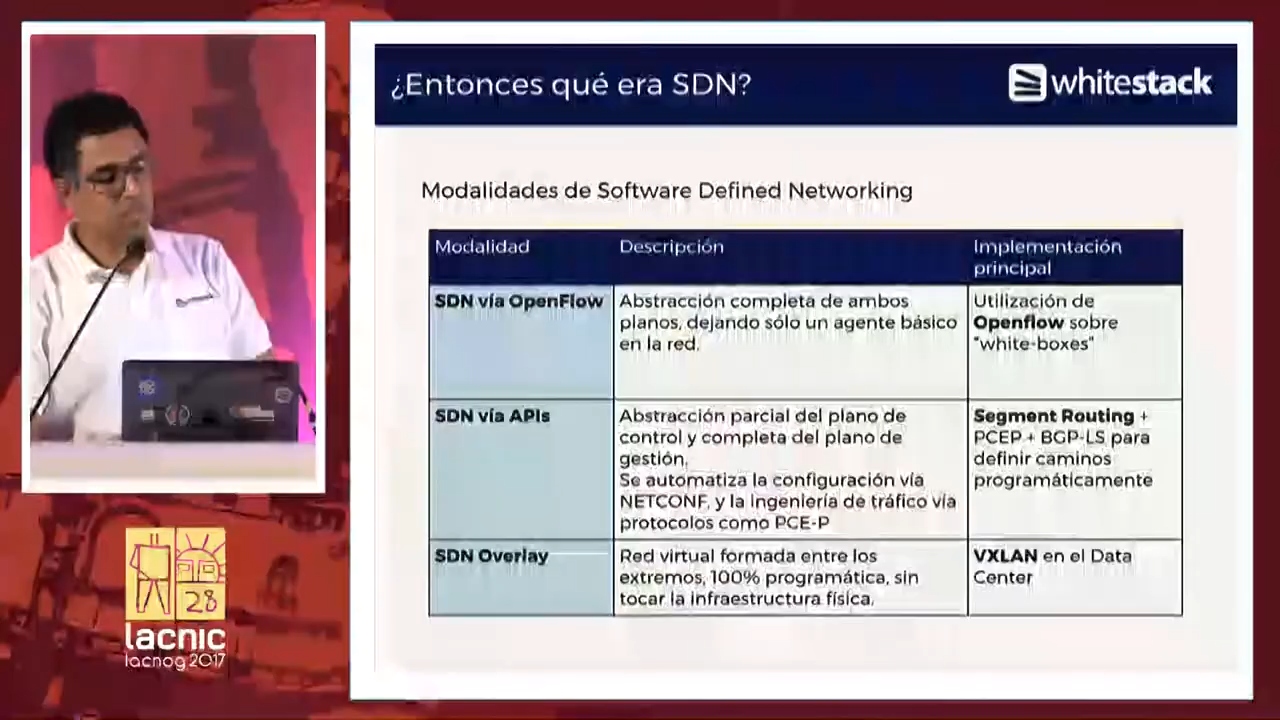 ¿Entonces qué era SDN?
whitestack
Modalidades de Software Defined Networking
Modalidad
Descripción
Implementación
principal
SDN vía OpenFlow
Abstracción completa de ambos
planos, dejando sólo un agente básico
en la red.
Utilización de
Openflow sobre
"white-boxes"
SDN vía APIs
Abstracción parcial del plano de
control y completa del plano de
gestión.
Se automatiza la configuración vía
NETCONF, y la ingeniería de tráfico vía
protocolos como PCE-P
Segment Routing +
PCEP + BGP-LS para
definir caminos
programáticamente
SDN Overlay
Red virtual formada entre los
extremos, 100% programática, sin
tocar la infraestructura física.
VXLAN en el Data
Center
28
lacnic
lacnog 2017